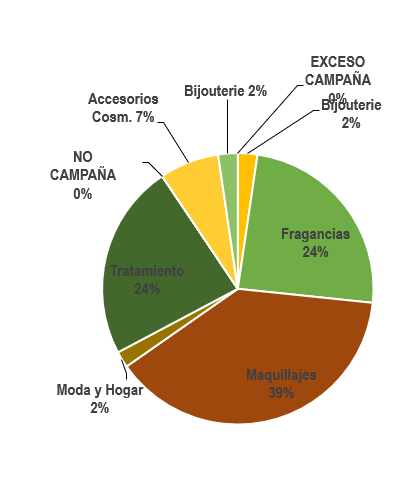 EXCESO
CAMPAÑA
0%
Bijouterie 2%
Accesorios
Cosm. 7%
Bijouterie
2%
NO
CAMPAÑA
0%
Fragancias
24%
Tratamiento
24%
Maquillajes
39%
Moda y Hogar
2%